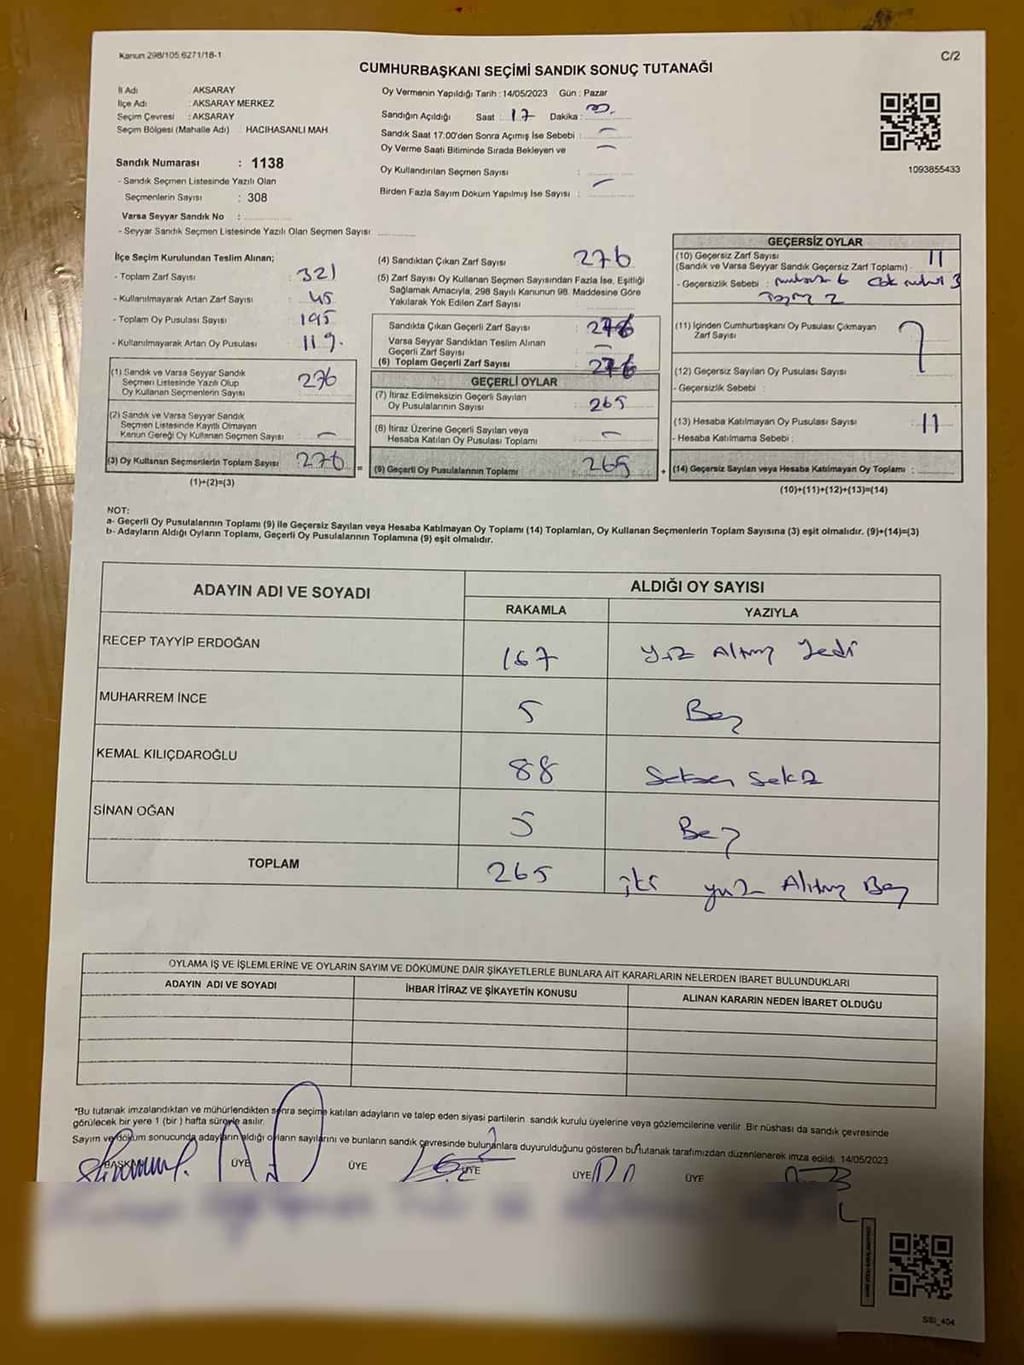 Kanun 298/105 6271/18-1
C/2
CUMHURBAŞKANI SEÇİMİ SANDIK SONUÇ TUTANAĞI
İl Adı : AKSARAY
İlçe Adı : AKSARAY MERKEZ
Seçim Çevresi : AKSARAY
Seçim Bölgesi (Mahalle Adı) : HACIHASANLI MAH
Sandık Numarası : 1138
- Sandık Seçmen Listesinde Yazılı Olan
Seçmenlerin Sayısı : 308
Varsa Seyyar Sandık No :
- Seyyar Sandık Seçmen Listesinde Yazılı Olan Seçmen Sayısı:
Oy Vermenin Yapıldığı Tarih : 14/05/2023 Gün : Pazar
Sandığın Açıldığı Saat : 17 Dakika :
Sandık Saat 17:00'den Sonra Açımış İse Sebebi :
Oy Verme Saati Bitiminde Sırada Bekleyen ve
Oy Kullandırılan Seçmen Sayısı :
Birden Fazla Sayım Döküm Yapılmış İse Sayısı :
1093855433
İlçe Seçim Kurulundan Teslim Alınan;
- Toplam Zarf Sayısı : 321
- Kullanılmayarak Artan Zarf Sayısı : 45
- Toplam Oy Pusulası Sayısı : 195
- Kullanılmayarak Artan Oy Pusulası : 119.
(1) Sandık ve Varsa Seyyar Sandık
Seçmen Listesinde Yazılı Olup
Oy Kullanan Seçmenlerin Sayısı : 276
(2) Sandık ve Varsa Seyyar Sandık
Seçmen Listesinde Kayıtlı Olmayan
Kanun Gereği Oy Kullanan Seçmen Sayısı :
(3) Oy Kullanan Seçmenlerin Toplam Sayısı : 276
(1)+(2)=(3)
=
(4) Sandıktan Çıkan Zarf Sayısı : 276
(5) Zarf Sayısı Oy Kullanan Seçmen Sayısından Fazla İse, Eşitliği
Sağlamak Amacıyla, 298 Sayılı Kanunun 98. Maddesine Göre
Yakılarak Yok Edilen Zarf Sayısı :
Sandıkta Çıkan Geçerli Zarf Sayısı : 276
Varsa Seyyar Sandıktan Teslim Alınan
Geçerli Zarf Sayısı :
(6) Toplam Geçerli Zarf Sayısı : 276
GEÇERLİ OYLAR
(7) İtiraz Edilmeksizin Geçerli Sayılan
Oy Pusulalarının Sayısı : 265
(8) İtiraz Üzerine Geçerli Sayılan veya
Hesaba Katılan Oy Pusulası Toplamı :
(9) Geçerli Oy Pusulalarının Toplamı : 265
+
GEÇERSİZ OYLAR
(10) Geçersiz Zarf Sayısı
(Sandık ve Varsa Seyyar Sandık Geçersiz Zarf Toplamı) : 11
- Geçersizlik Sebebi : 6 3
2
(11) İçinden Cumhurbaşkanı Oy Pusulası Çıkmayan
Zarf Sayısı
(12) Geçersiz Sayılan Oy Pusulası Sayısı :
- Geçersizlik Sebebi :
(13) Hesaba Katılmayan Oy Pusulası Sayısı : 11
- Hesaba Katılmama Sebebi :
(14) Geçersiz Sayılan veya Hesaba Katılmayan Oy Toplamı :
(10)+(11)+(12)+(13)=(14)
NOT:
a- Geçerli Oy Pusulalarının Toplamı (9) ile Geçersiz Sayılan veya Hesaba Katılmayan Oy Toplamı (14) Toplamları, Oy Kullanan Seçmenlerin Toplam Sayısına (3) eşit olmalıdır. (9)+(14)=(3)
b- Adayların Aldığı Oyların Toplamı, Geçerli Oy Pusulalarının Toplamına (9) eşit olmalıdır.
ADAYIN ADI VE SOYADI
ALDIĞI OY SAYISI
RAKAMLA YAZIYLA
RECEP TAYYİP ERDOĞAN 167 yüz Altmış Yedi
MUHARREM İNCE 5 Beş
KEMAL KILIÇDAROĞLU 88 Seksen Sekiz
SİNAN OĞAN 5 Beş
TOPLAM 265 iki yüz Altmış Beş
OYLAMA İŞ VE İŞLEMLERİNE VE OYLARIN SAYIM VE DÖKÜMÜNE DAİR ŞİKAYETLERLE BUNLARA AİT KARARLARIN NELERDEN İBARET BULUNDUKLARI
ADAYIN ADI VE SOYADI İHBAR İTİRAZ VE ŞİKAYETİN KONUSU ALINAN KARARIN NEDEN İBARET OLDUĞU
*Bu tutanak imzalandıktan ve mühürlendikten sonra seçime katılan adayların ve talep eden siyasi partilerin sandık kurulu üyelerine veya gözlemcilerine verilir. Bir nüshası da sandık çevresinde
görülecek bir yere 1 (bir) hafta süreyle asılır.
Sayım ve döküm sonucunda adayların aldığı oyların sayılarını ve bunların sandık çevresinde bulunanlara duyurulduğunu gösteren bu tutanak tarafımızdan düzenlenerek imza edildi. 14/05/2023
BAŞKAN ÜYE ÜYE ÜYE ÜYE ÜYE
SSI_404